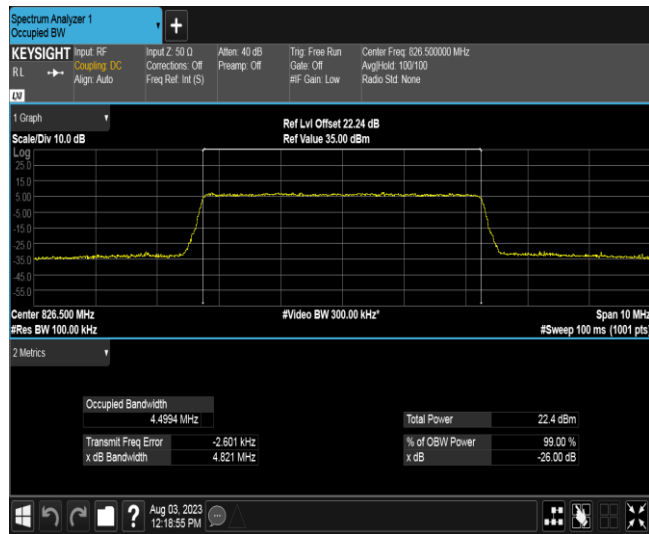 Spectrum Analyzer 1
Occupied BW
+
KEYSIGHT Input: RF Input Z: 50 Ω Atten: 40 dB Trig: Free Run Center Freq: 826.500000 MHz
RL Coupling: DC Corrections: Off Preamp: Off Gate: Off Avg|Hold: 100/100
Align: Auto Freq Ref: Int (S) #IF Gain: Low Radio Std: None
LXI
1 Graph
Ref Lvl Offset 22.24 dB
Scale/Div 10.0 dB Ref Value 35.00 dBm
Log
25.0
15.0
5.00
-5.00
-15.0
-25.0
-35.0
-45.0
-55.0
Center 826.500 MHz #Video BW 300.00 kHz* Span 10 MHz
#Res BW 100.00 kHz #Sweep 100 ms (1001 pts)
2 Metrics
Occupied Bandwidth
4.4994 MHz Total Power 22.4 dBm
Transmit Freq Error -2.601 kHz % of OBW Power 99.00 %
x dB Bandwidth 4.821 MHz x dB -26.00 dB
? Aug 03, 2023
12:18:55 PM